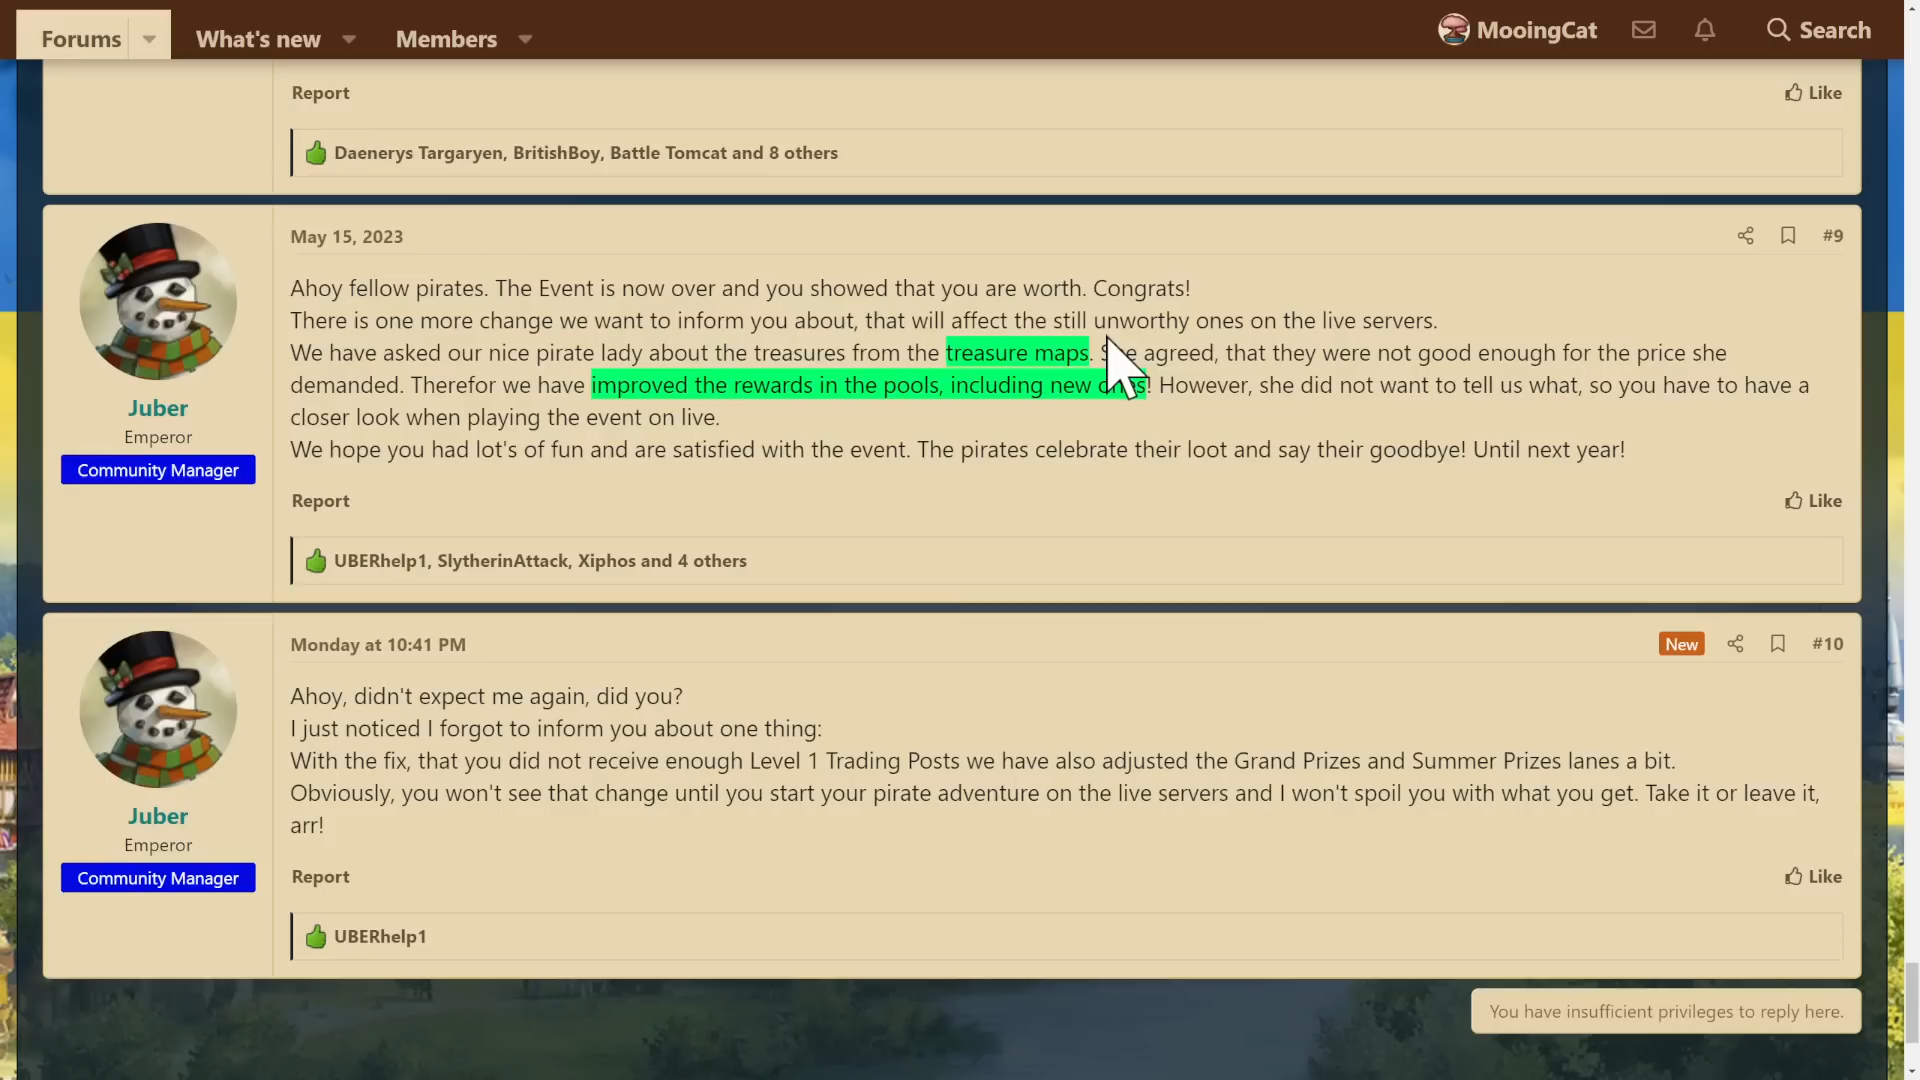 Forums
What's new
Members
MooingCat
Search
Report
Like
Daenerys Targaryen, BritishBoy, Battle Tomcat and 8 others
May 15, 2023
#9
Juber
Emperor
Community Manager
Ahoy fellow pirates. The Event is now over and you showed that you are worth. Congrats!
There is one more change we want to inform you about, that will affect the still unworthy ones on the live servers.
We have asked our nice pirate lady about the treasures from the treasure maps. She agreed, that they were not good enough for the price she
demanded. Therefor we have improved the rewards in the pools, including new ones! However, she did not want to tell us what, so you have to have a
closer look when playing the event on live.
We hope you had lot's of fun and are satisfied with the event. The pirates celebrate their loot and say their goodbye! Until next year!
Report
Like
UBERhelp1, SlytherinAttack, Xiphos and 4 others
Monday at 10:41 PM
New
#10
Juber
Emperor
Community Manager
Ahoy, didn't expect me again, did you?
I just noticed I forgot to inform you about one thing:
With the fix, that you did not receive enough Level 1 Trading Posts we have also adjusted the Grand Prizes and Summer Prizes lanes a bit.
Obviously, you won't see that change until you start your pirate adventure on the live servers and I won't spoil you with what you get. Take it or leave it,
arr!
Report
Like
UBERhelp1
You have insufficient privileges to reply here.